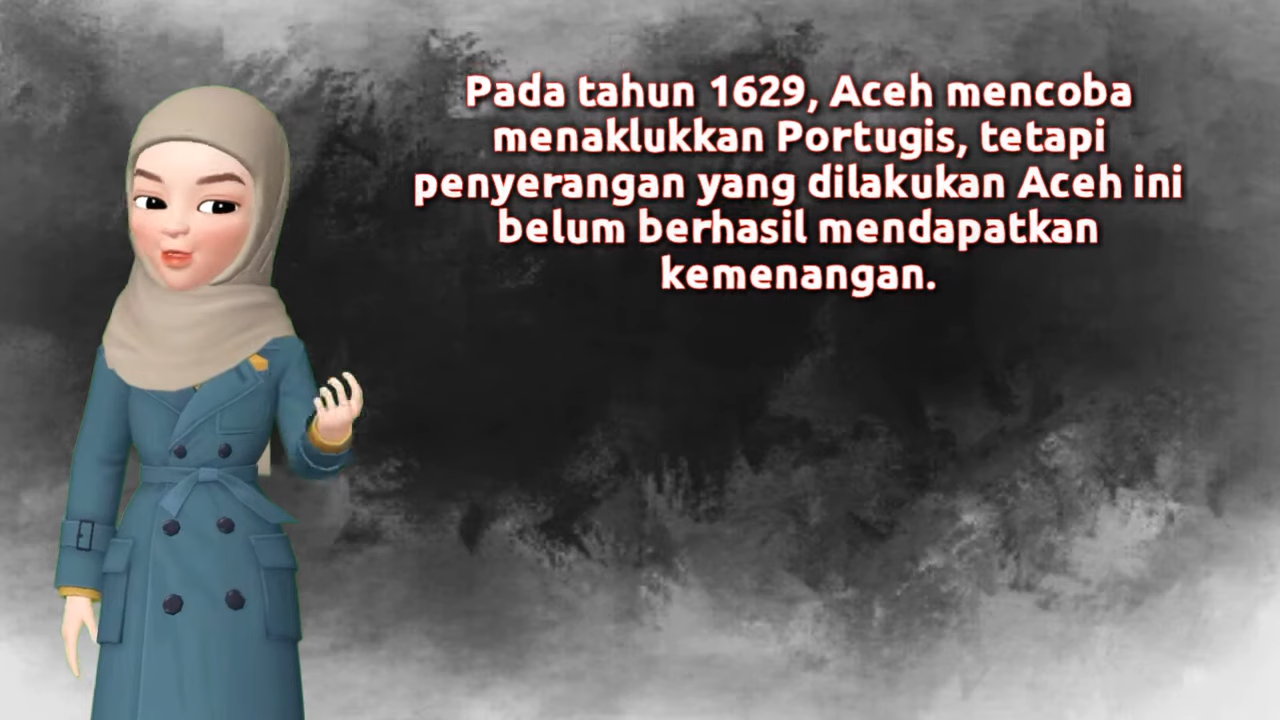 Pada tahun 1629, Aceh mencoba
menaklukkan Portugis, tetapi
penyerangan yang dilakukan Aceh ini
belum berhasil mendapatkan
kemenangan.